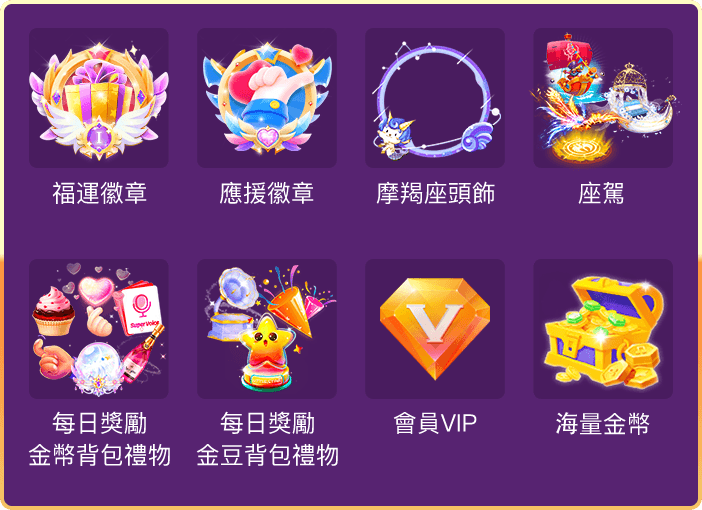 福運徽章
應援徽章
摩羯座頭飾
座駕
I
Super Voice
每日獎勵
金幣背包禮物
每日獎勵
金豆背包禮物
V
會員VIP
海量金幣